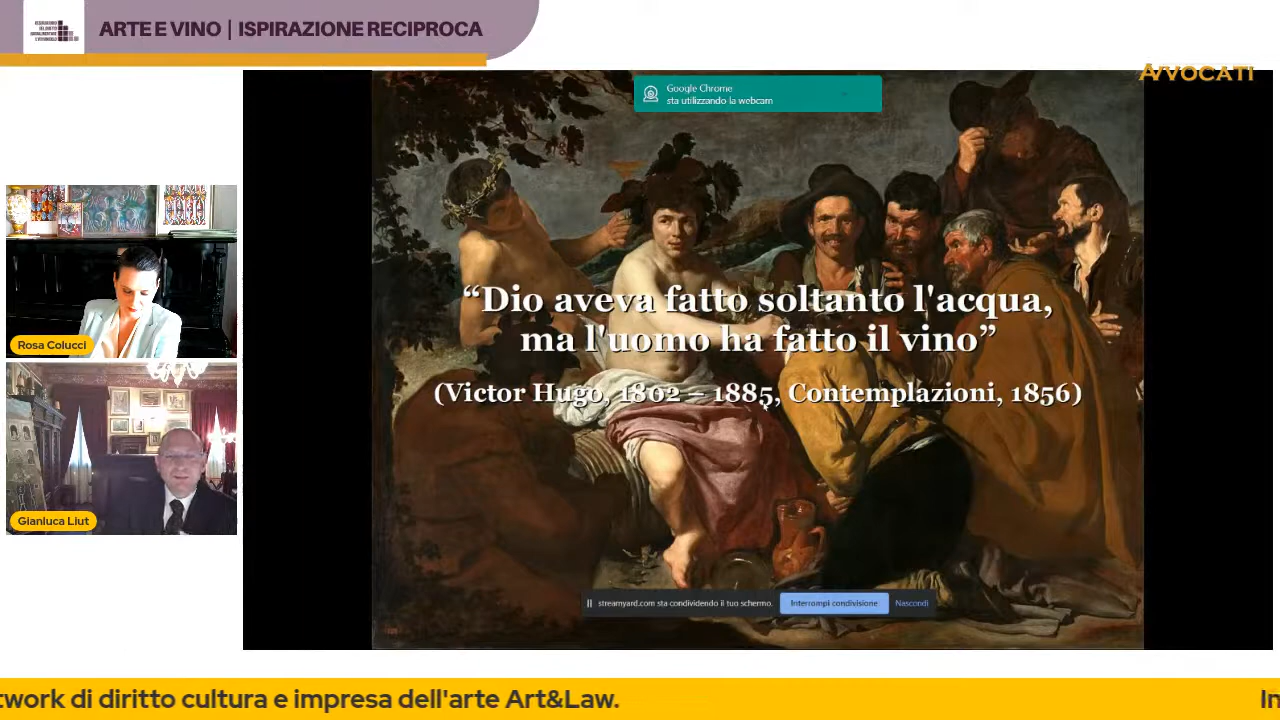 ARTE E VINO | ISPIRAZIONE RECIPROCA
AVVOCATI
Google Chrome
sta utilizzando la webcam
“Dio aveva fatto soltanto l'acqua,
ma l'uomo ha fatto il vino”
(Victor Hugo, 1802 – 1885, Contemplazioni, 1856)
Rosa Colucci
Gianluca Liut
streamyard.com sta condividendo il tuo schermo.
Interrompi condivisione
Nascondi
twork di diritto cultura e impresa dell'arte Art&Law.
In